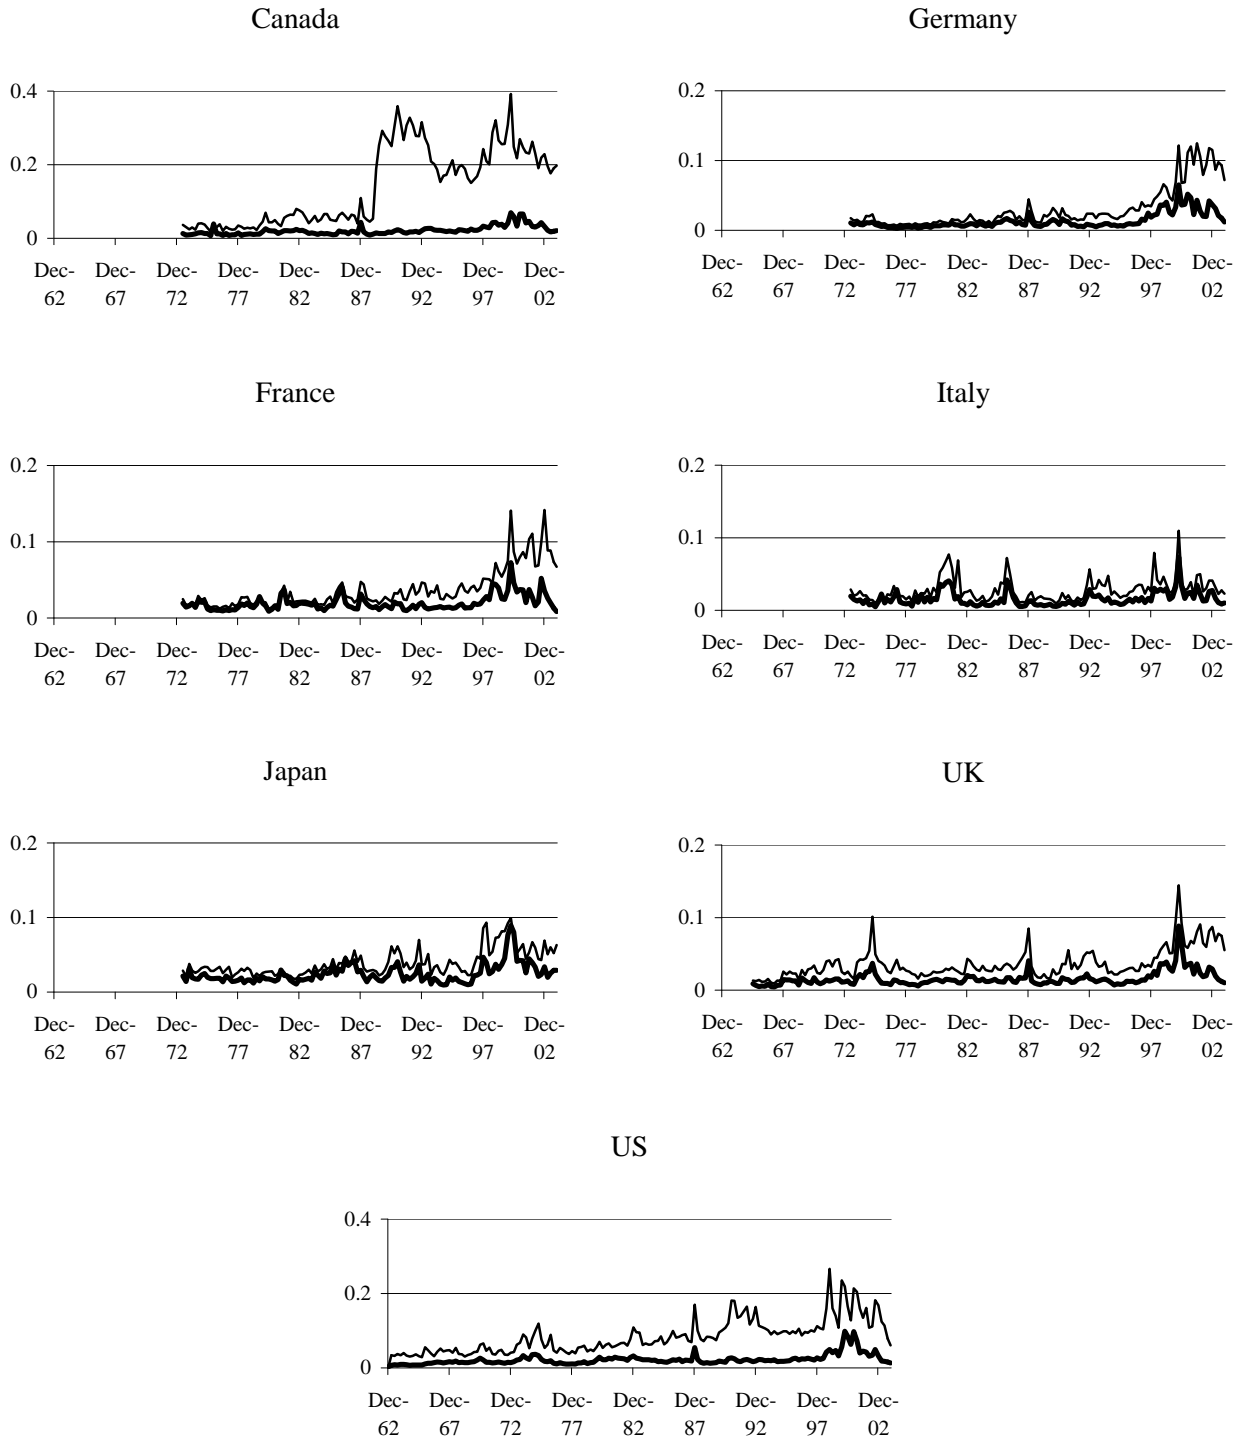 Canada
Germany
0.4
0.2
0
Dec- Dec- Dec- Dec- Dec- Dec- Dec- Dec- Dec-
62 67 72 77 82 87 92 97 02
0.2
0.1
0
Dec- Dec- Dec- Dec- Dec- Dec- Dec- Dec- Dec-
62 67 72 77 82 87 92 97 02
France
Italy
0.2
0.1
0
Dec- Dec- Dec- Dec- Dec- Dec- Dec- Dec- Dec-
62 67 72 77 82 87 92 97 02
0.2
0.1
0
Dec- Dec- Dec- Dec- Dec- Dec- Dec- Dec- Dec-
62 67 72 77 82 87 92 97 02
Japan
UK
0.2
0.1
0
Dec- Dec- Dec- Dec- Dec- Dec- Dec- Dec- Dec-
62 67 72 77 82 87 92 97 02
0.2
0.1
0
Dec- Dec- Dec- Dec- Dec- Dec- Dec- Dec- Dec-
62 67 72 77 82 87 92 97 02
US
0.4
0.2
0
Dec- Dec- Dec- Dec- Dec- Dec- Dec- Dec- Dec-
62 67 72 77 82 87 92 97 02